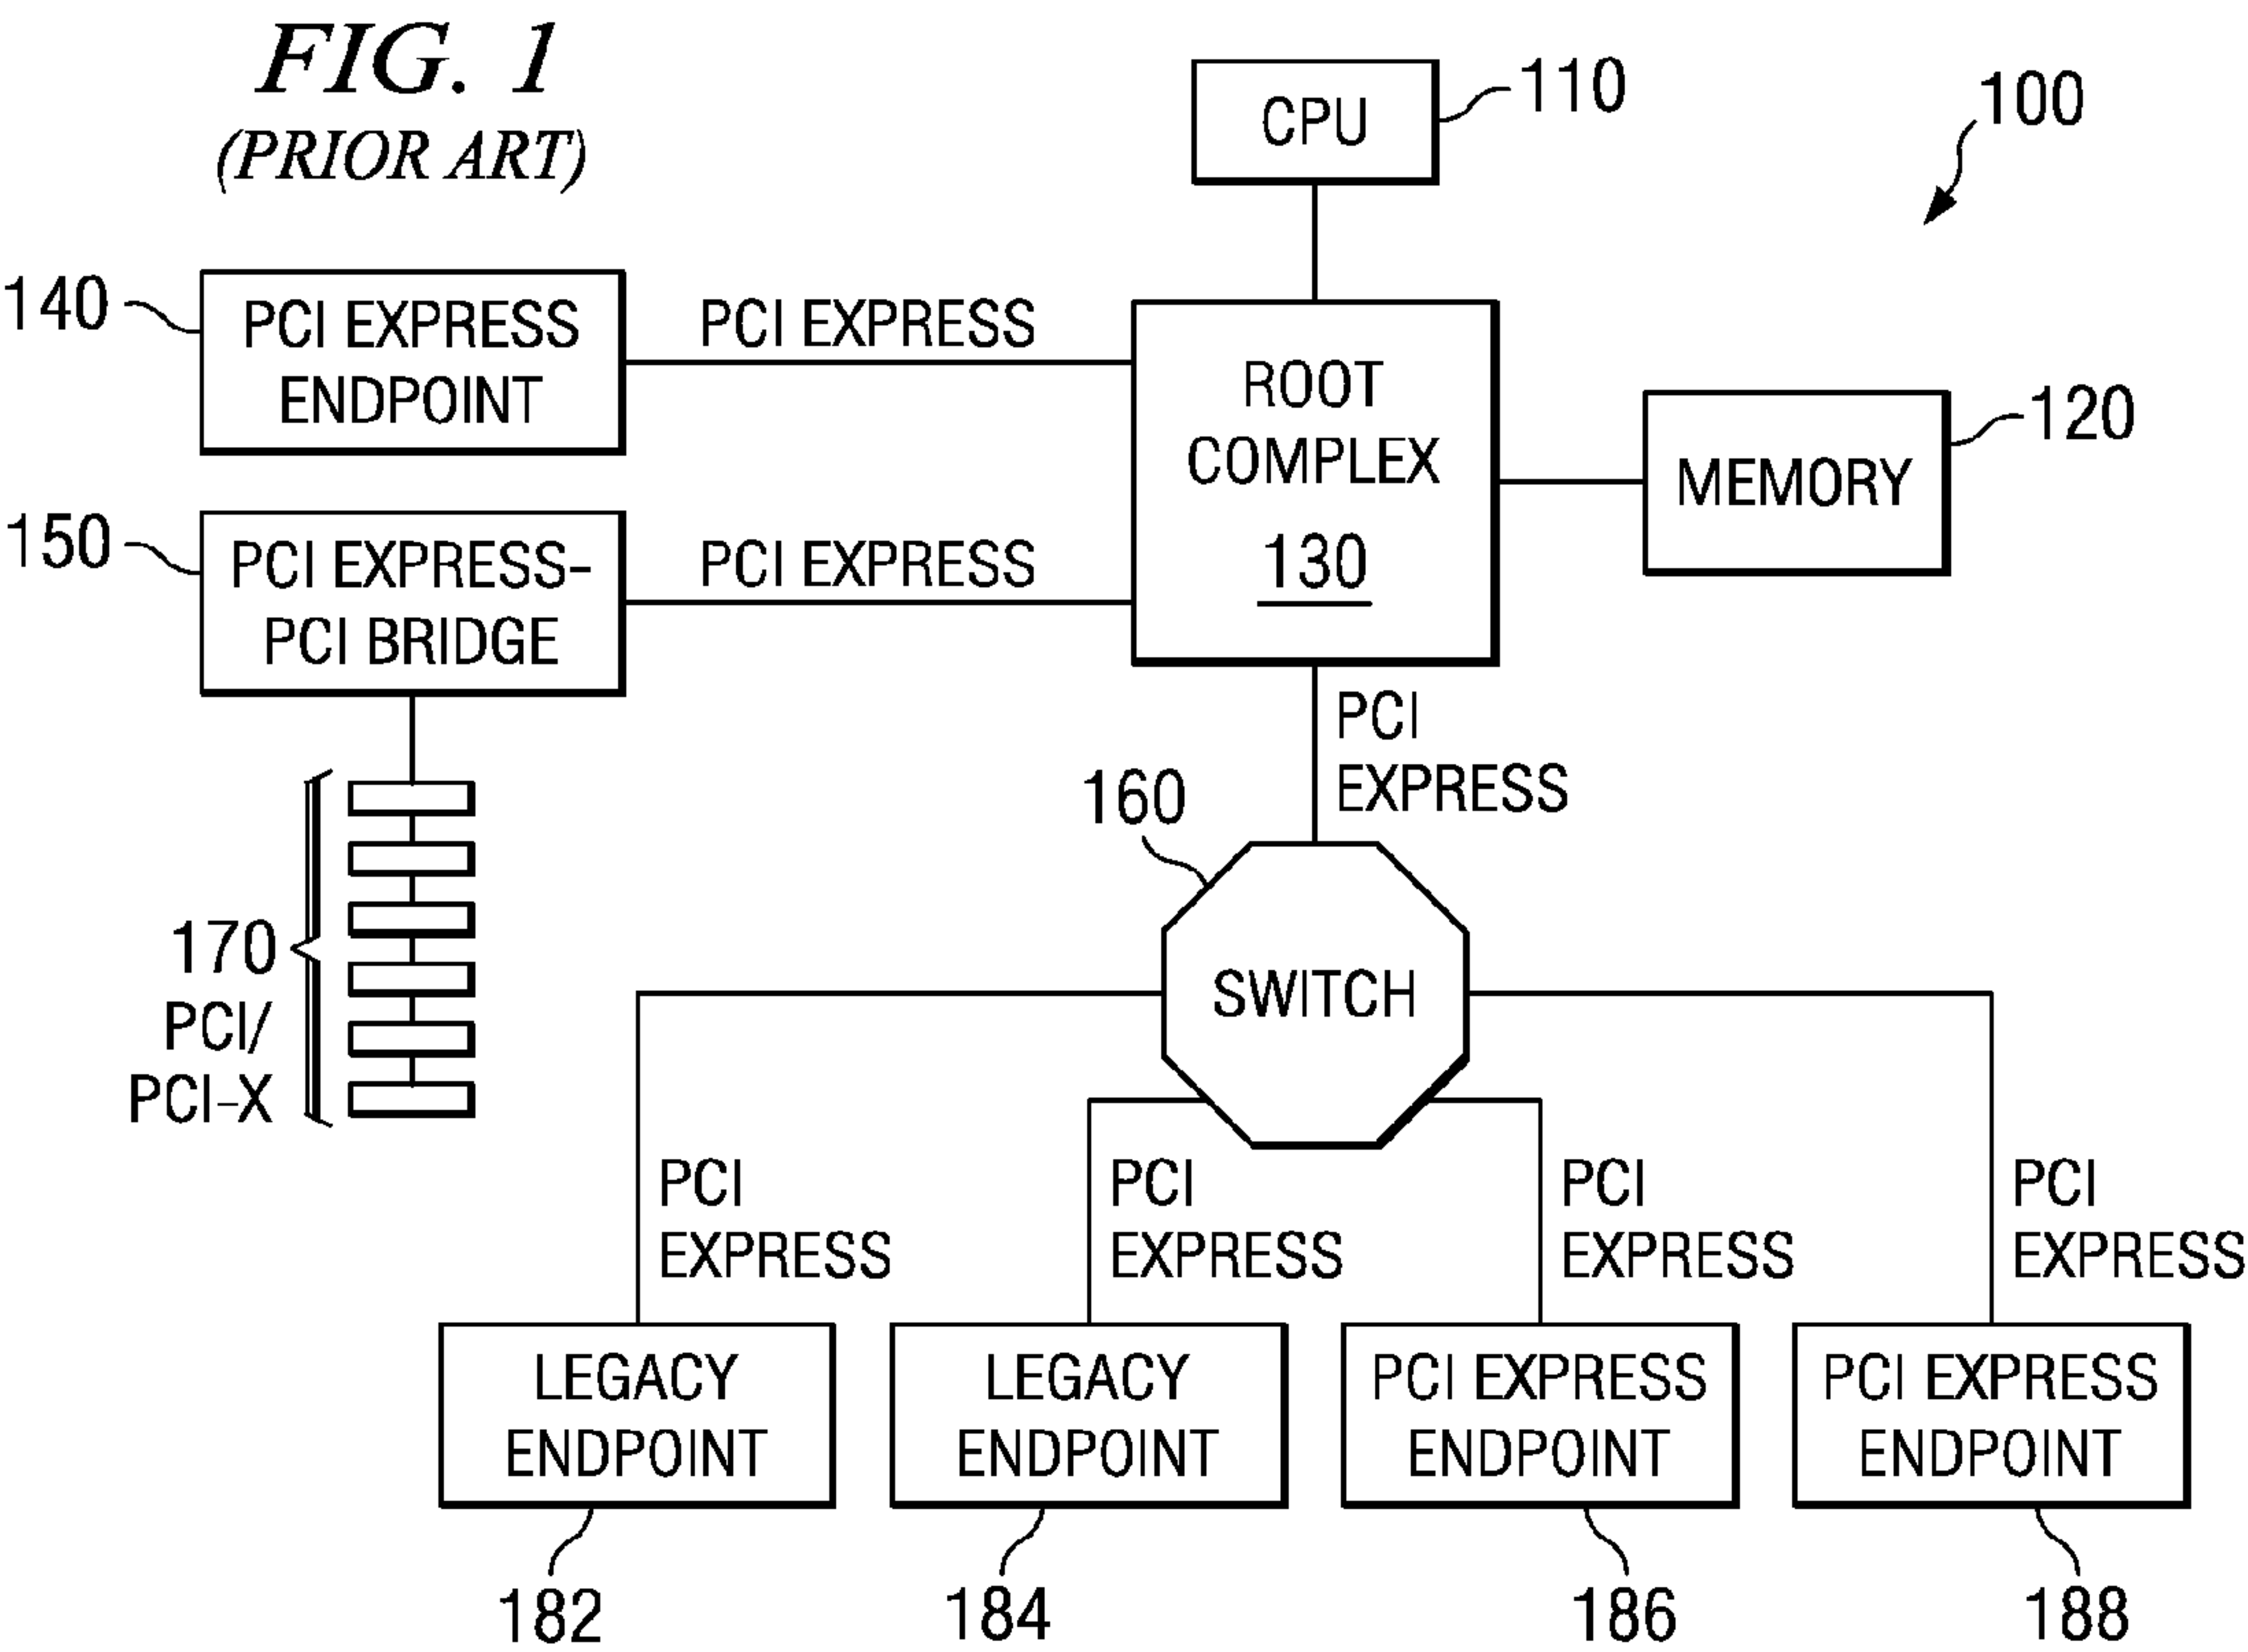 FIG. 1
(PRIOR ART)
CPU
110
100
140
PCI EXPRESS
ENDPOINT
PCI EXPRESS
ROOT
COMPLEX
130
MEMORY
120
150
PCI EXPRESS-
PCI BRIDGE
PCI EXPRESS
PCI
EXPRESS
160
SWITCH
170
PCI/
PCI-X
PCI
EXPRESS
PCI
EXPRESS
PCI
EXPRESS
PCI
EXPRESS
LEGACY
ENDPOINT
LEGACY
ENDPOINT
PCI EXPRESS
ENDPOINT
PCI EXPRESS
ENDPOINT
182
184
186
188